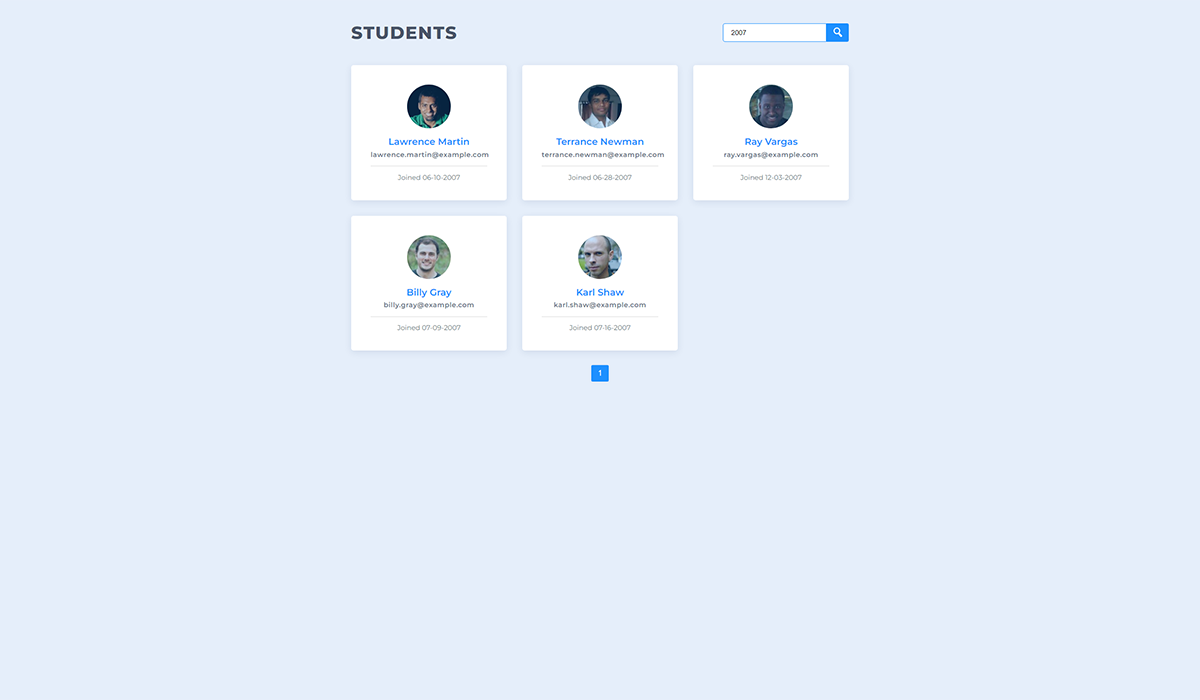 STUDENTS
2007
Lawrence Martin
lawrence.martin@example.com
Joined 06-10-2007
Terrance Newman
terrance.newman@example.com
Joined 06-28-2007
Ray Vargas
ray.vargas@example.com
Joined 12-03-2007
Billy Gray
billy.gray@example.com
Joined 07-09-2007
Karl Shaw
karl.shaw@example.com
Joined 07-16-2007
1